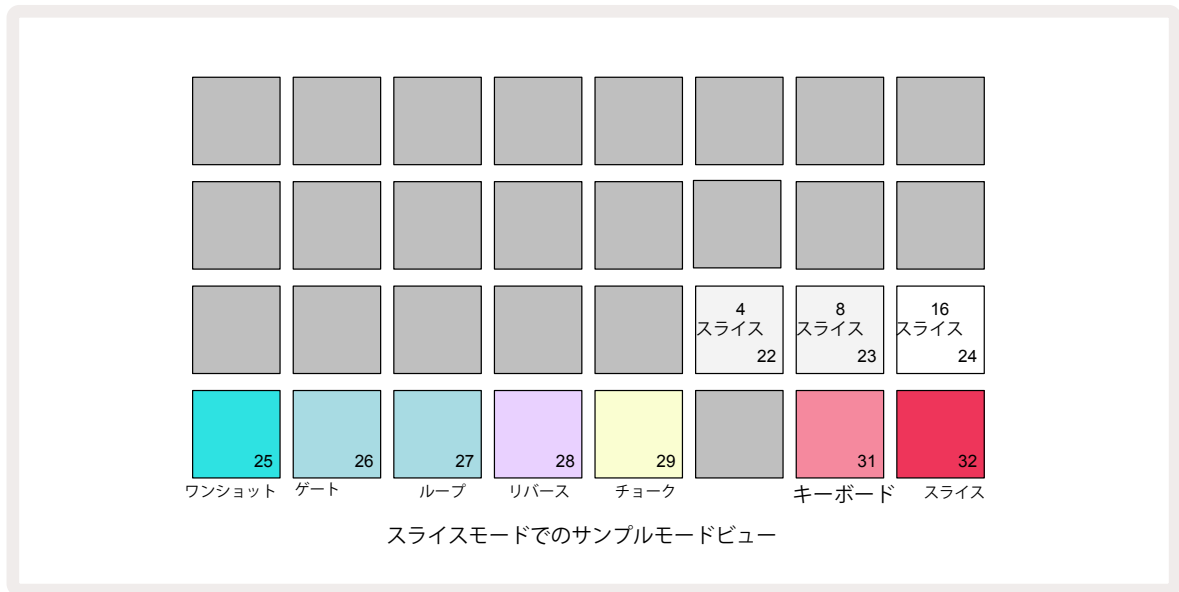 4
スライス
22
8
スライス
23
16
スライス
24
25
26
27
28
29
31
32
ワンショット
ゲート
ループ
リバース
チョーク
キーボード
スライス
スライスモードでのサンプルモードビュー